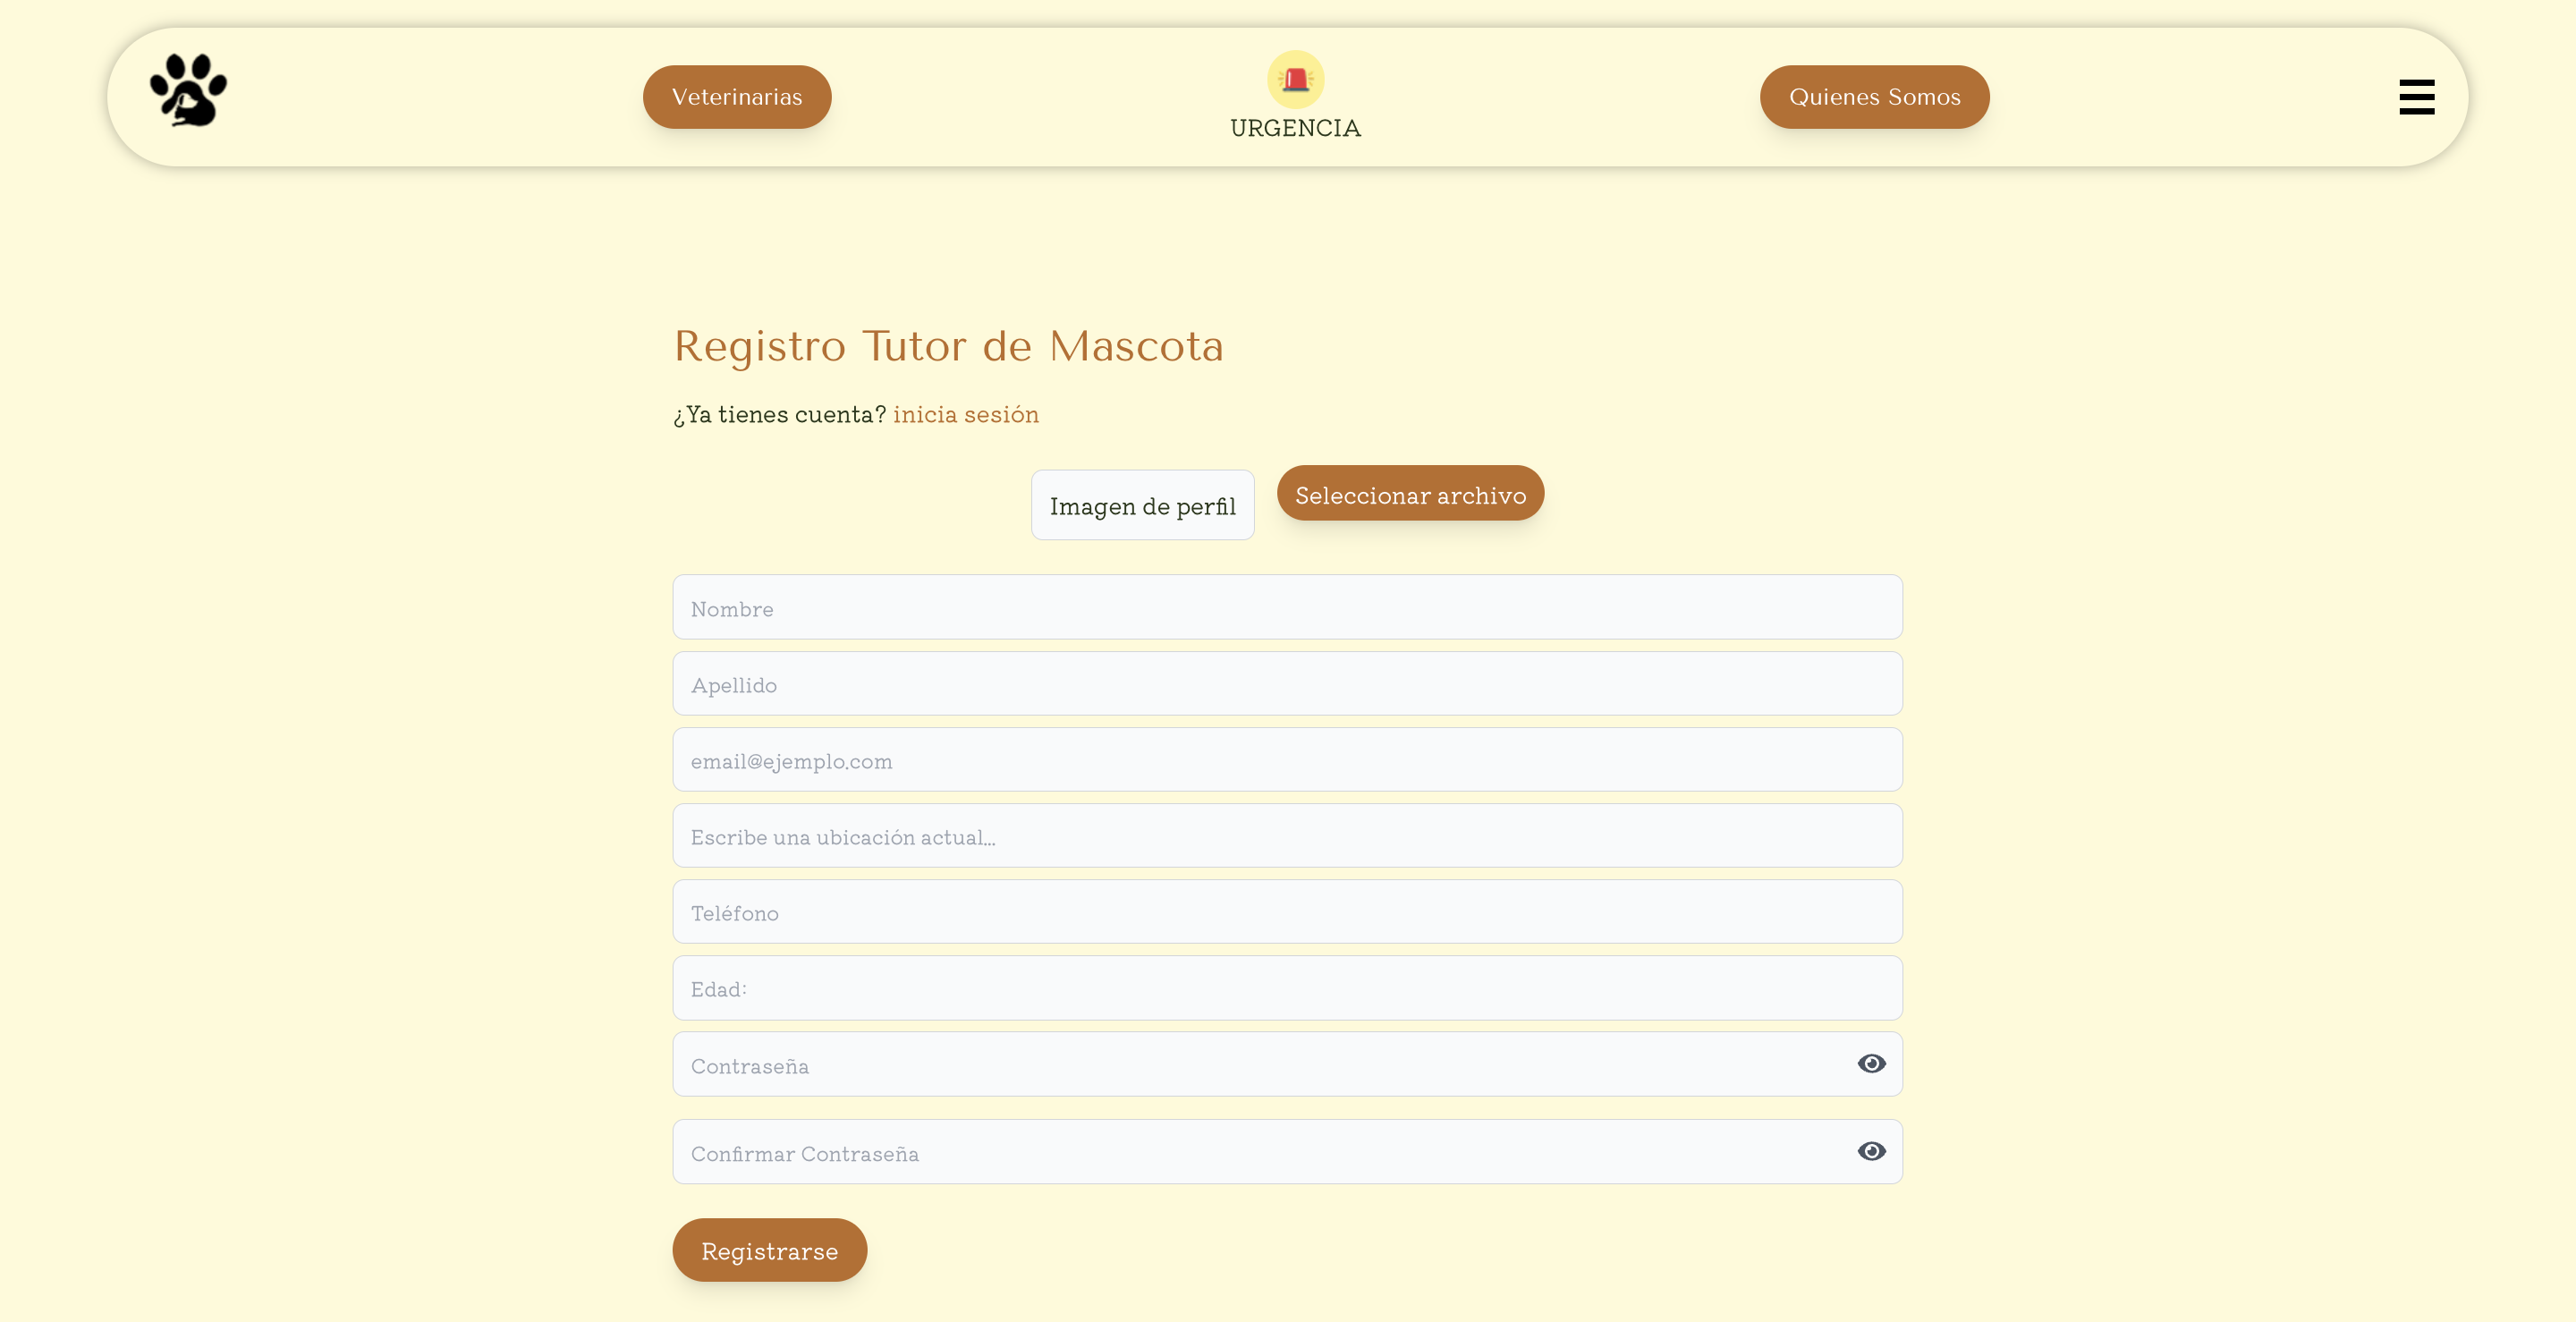 Veterinarias
URGENCIA
Quienes Somos
Registro Tutor de Mascota
¿Ya tienes cuenta? inicia sesión
Imagen de perfil
Seleccionar archivo
Nombre
Apellido
email@ejemplo.com
Escribe una ubicación actual...
Teléfono
Edad:
Contraseña
Confirmar Contraseña
Registrarse